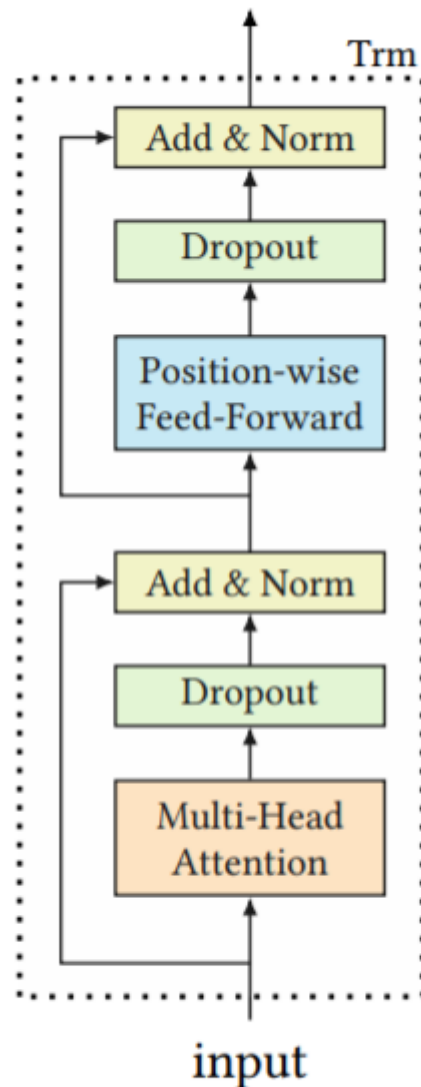 Trm
Add & Norm
Dropout
Position-wise
Feed-Forward
Add & Norm
Dropout
Multi-Head
Attention
input